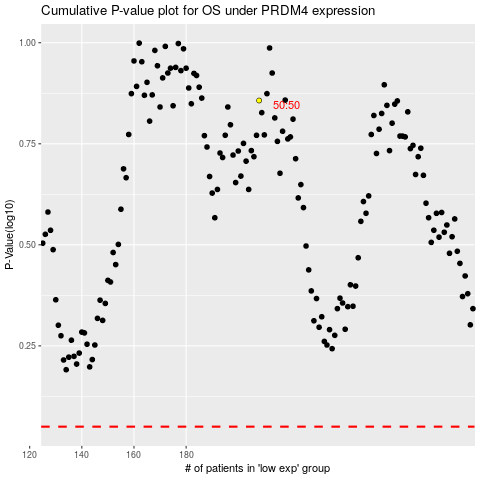 Cumulative P-value plot for OS under PRDM4 expression
P-Value(log10)
1.00
0.75
0.50
0.25
50:50
120 140 160 180
# of patients in 'low exp' group